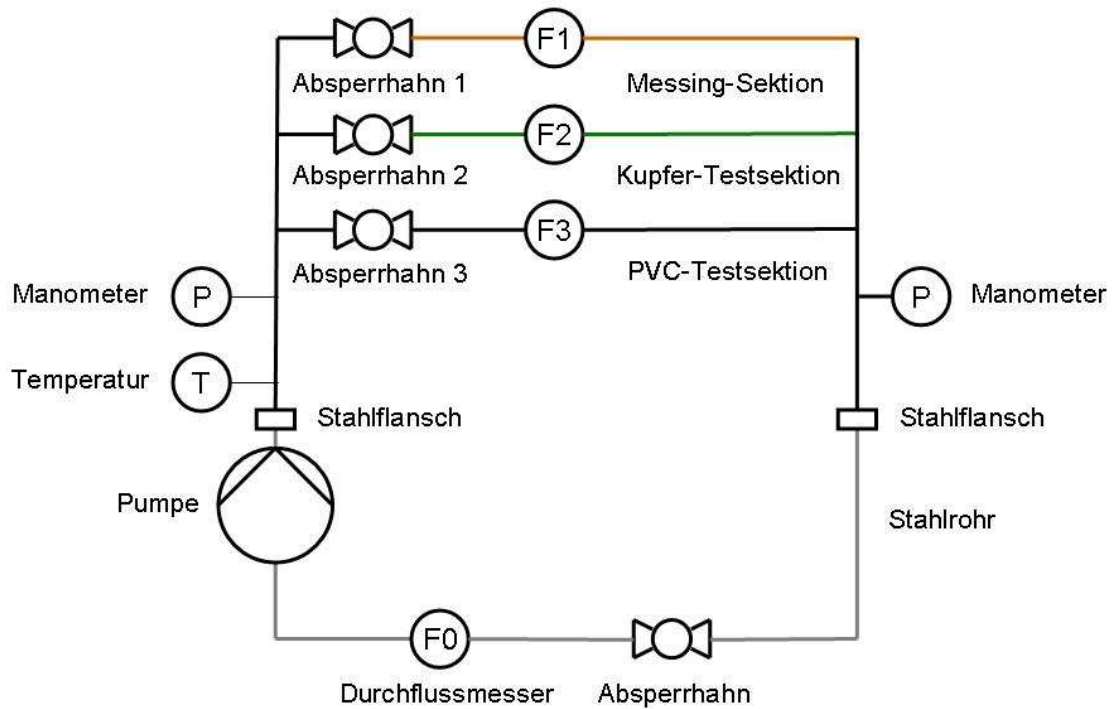 F1
Absperrhahn 1
Messing-Sektion
F2
Absperrhahn 2
Kupfer-Testsektion
F3
Absperrhahn 3
PVC-Testsektion
Manometer
P
P
Manometer
Temperatur
T
Stahlflansch
Stahlflansch
Pumpe
Stahlrohr
F0
Durchflussmesser
Absperrhahn